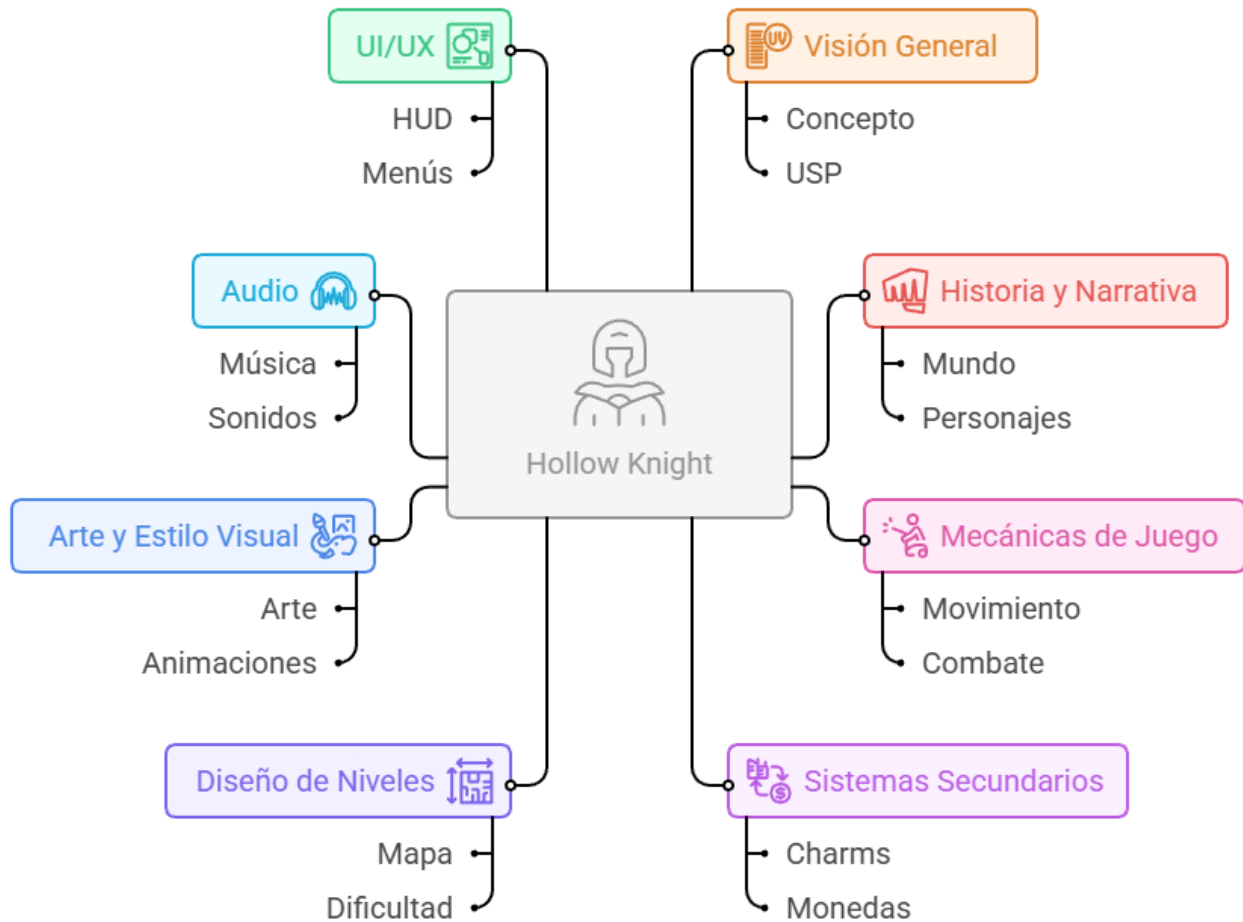 UI/UX
HUD
Menús
Visión General
UV
Concepto
USP
Audio
Música
Sonidos
Historia y Narrativa
Mundo
Personajes
Hollow Knight
Arte y Estilo Visual
Arte
Animaciones
Mecánicas de Juego
Movimiento
Combate
Diseño de Niveles
Mapa
Dificultad
Sistemas Secundarios
$
Charms
Monedas